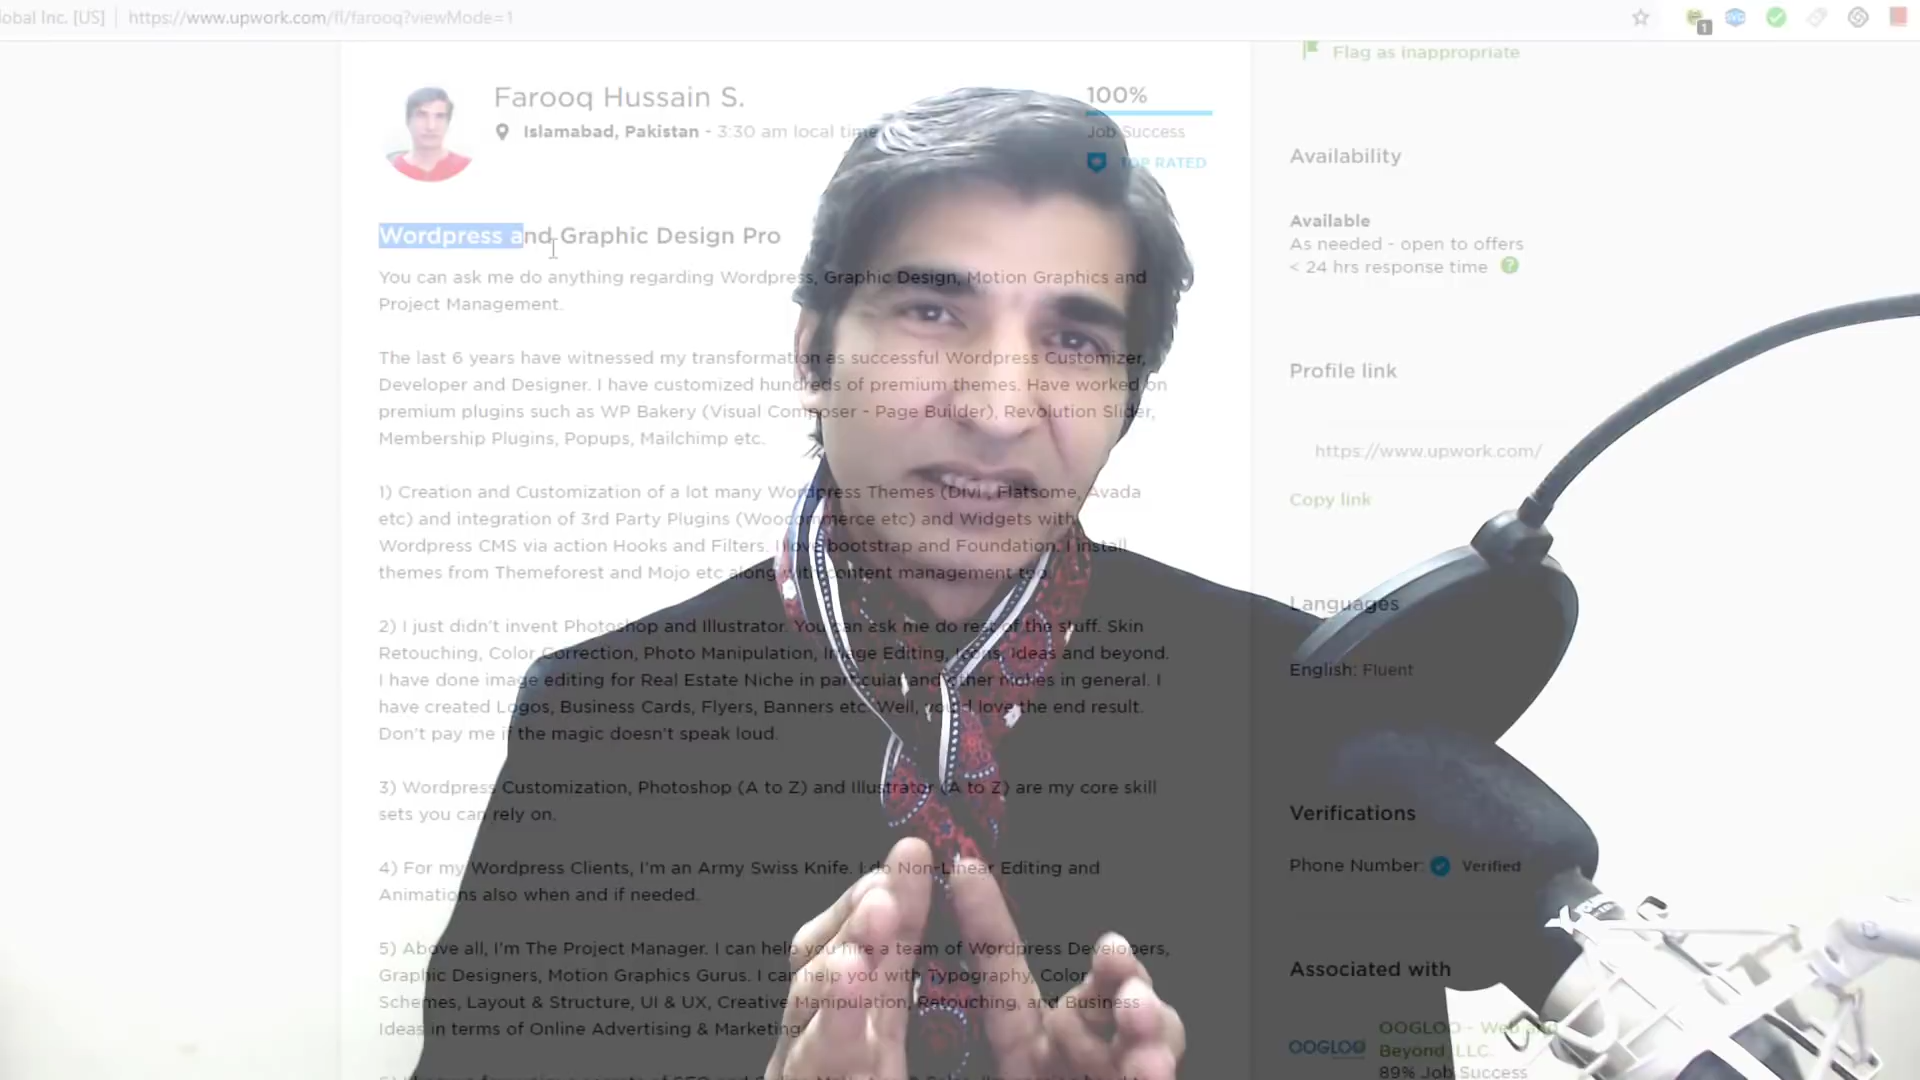 obal Inc. [US]
https://www.upwork.com/fl/farooq?viewMode=1
1
SVG
Flag as inappropriate
Farooq Hussain S.
Islamabad, Pakistan - 3:30 am local time
100%
Job Success
TOP RATED
Wordpress and Graphic Design Pro
You can ask me do anything regarding Wordpress, Graphic Design, Motion Graphics and
Project Management.
The last 6 years have witnessed my transformation as successful Wordpress Customizer,
Developer and Designer. I have customized hundreds of premium themes. Have worked on
premium plugins such as WP Bakery (Visual Composer - Page Builder), Revolution Slider,
Membership Plugins, Popups, Mailchimp etc.
1) Creation and Customization of a lot many Wordpress Themes (Divi, Flatsome, Avada
etc) and integration of 3rd Party Plugins (Woocommerce etc) and Widgets with
Wordpress CMS via action Hooks and Filters. I love bootstrap and Foundation. I install
themes from Themeforest and Mojo etc along with content management too.
2) I just didn't invent Photoshop and Illustrator. You can ask me do rest of the stuff. Skin
Retouching, Color Correction, Photo Manipulation, Image Editing, Icons, Ideas and beyond.
I have done image editing for Real Estate Niche in particular and other niches in general. I
have created Logos, Business Cards, Flyers, Banners etc. Well, you'd love the end result.
Don't pay me if the magic doesn't speak loud.
3) Wordpress Customization, Photoshop (A to Z) and Illustrator (A to Z) are my core skill
sets you can rely on.
4) For my Wordpress Clients, I'm an Army Swiss Knife. I do Non-Linear Editing and
Animations also when and if needed.
5) Above all, I'm The Project Manager. I can help you hire a team of Wordpress Developers,
Graphic Designers, Motion Graphics Gurus. I can help you with Typography, Color
Schemes, Layout & Structure, UI & UX, Creative Manipulation, Retouching, and Business
Ideas in terms of Online Advertising & Marketing
Availability
Available
As needed - open to offers
< 24 hrs response time
Profile link
https://www.upwork.com/
Copy link
Languages
English: Fluent
Verifications
Phone Number: Verified
Associated with
OOGLOO
OOGLOO - Web and
Beyond, LLC.
89% Job Success